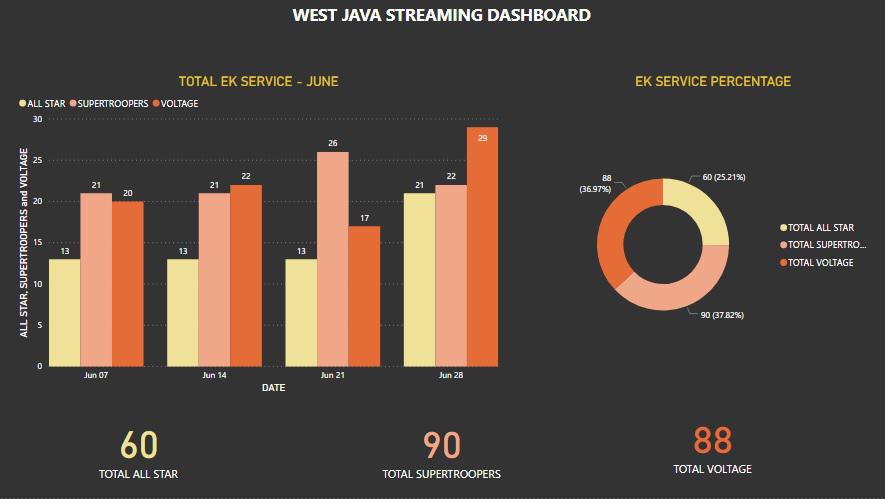 WEST JAVA STREAMING DASHBOARD
TOTAL EK SERVICE - JUNE
ALL STAR SUPERTROOPERS VOLTAGE
ALL STAR, SUPERTROOPERS and VOLTAGE
30
25
20
15
10
5
0
13
21
20
13
21
22
13
26
17
21
22
29
Jun 07
Jun 14
Jun 21
Jun 28
DATE
EK SERVICE PERCENTAGE
88
(36.97%)
60 (25.21%)
90 (37.82%)
TOTAL ALL STAR
TOTAL SUPERTRO...
TOTAL VOLTAGE
60
TOTAL ALL STAR
90
TOTAL SUPERTROOPERS
88
TOTAL VOLTAGE